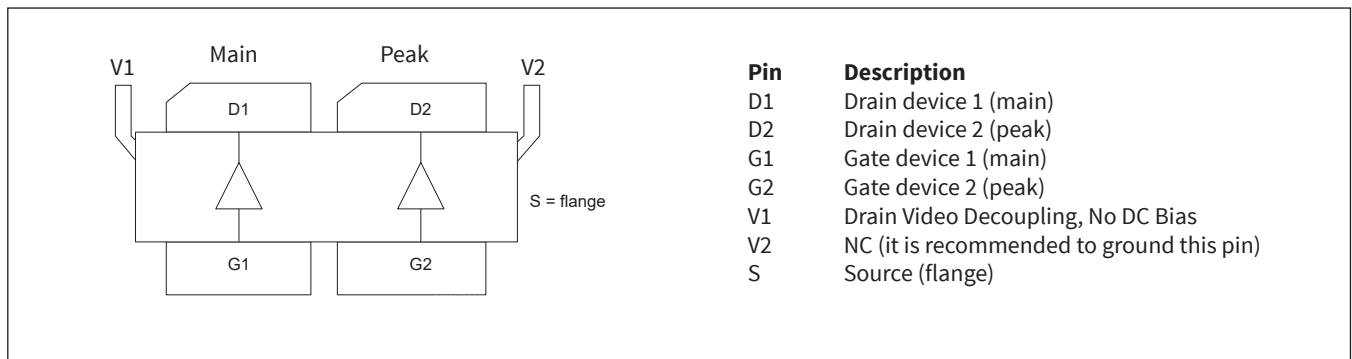 Main
Peak
V1
V2
D1
D2
S = flange
G1
G2
Pin Description
D1 Drain device 1 (main)
D2 Drain device 2 (peak)
G1 Gate device 1 (main)
G2 Gate device 2 (peak)
V1 Drain Video Decoupling, No DC Bias
V2 NC (it is recommended to ground this pin)
S Source (flange)